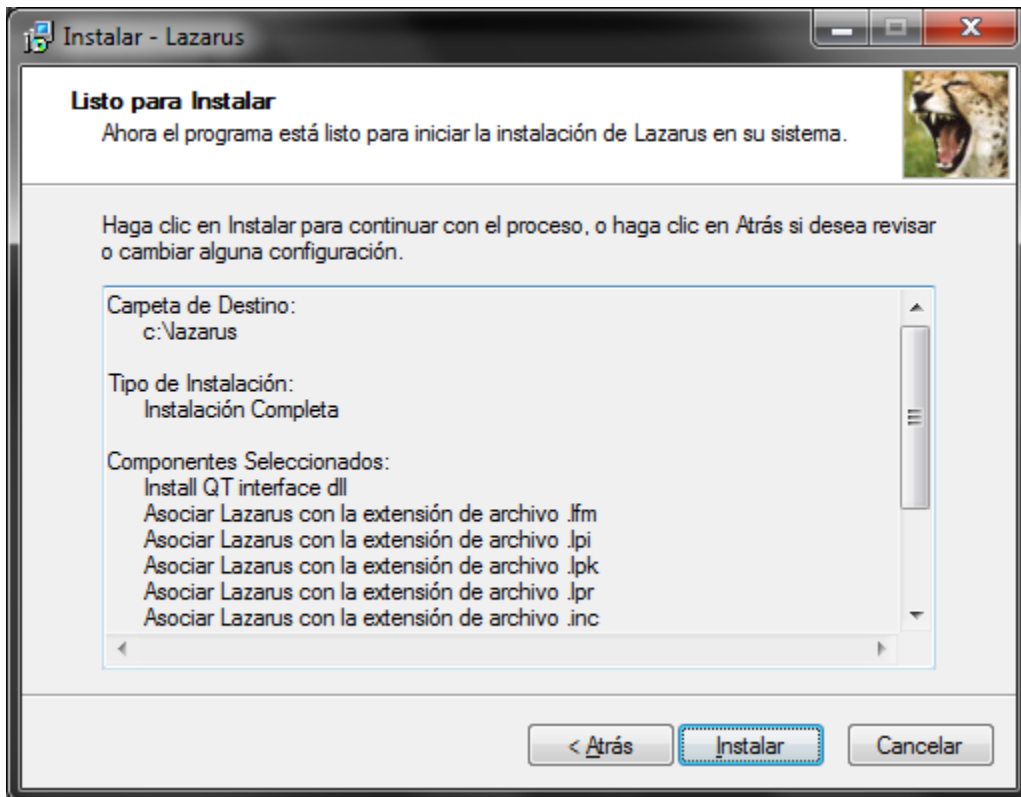 Instalar - Lazarus
Listo para Instalar
Ahora el programa está listo para iniciar la instalación de Lazarus en su sistema.
Haga clic en Instalar para continuar con el proceso, o haga clic en Atrás si desea revisar
o cambiar alguna configuración.
Carpeta de Destino:
c:\lazarus
Tipo de Instalación:
Instalación Completa
Componentes Seleccionados:
Install QT interface dll
Asociar Lazarus con la extensión de archivo .lfm
Asociar Lazarus con la extensión de archivo .lpi
Asociar Lazarus con la extensión de archivo .lpk
Asociar Lazarus con la extensión de archivo .lpr
Asociar Lazarus con la extensión de archivo .inc
< Atrás
Instalar
Cancelar